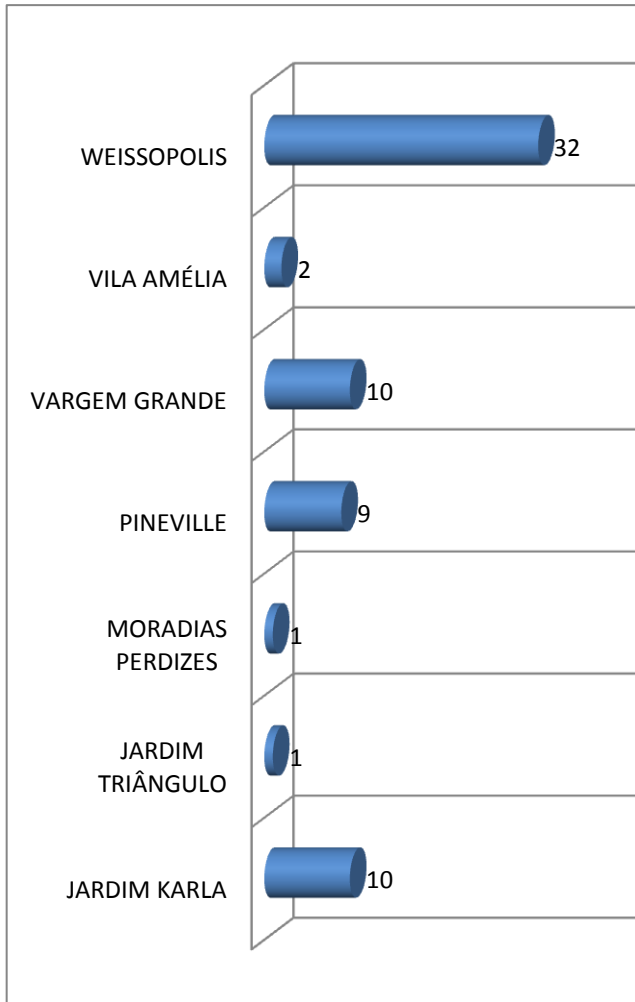 WEISSOPOLIS
32
VILA AMÉLIA
2
VARGEM GRANDE
10
PINEVILLE
9
MORADIAS
PERDIZES
1
JARDIM
TRIÂNGULO
1
JARDIM KARLA
10